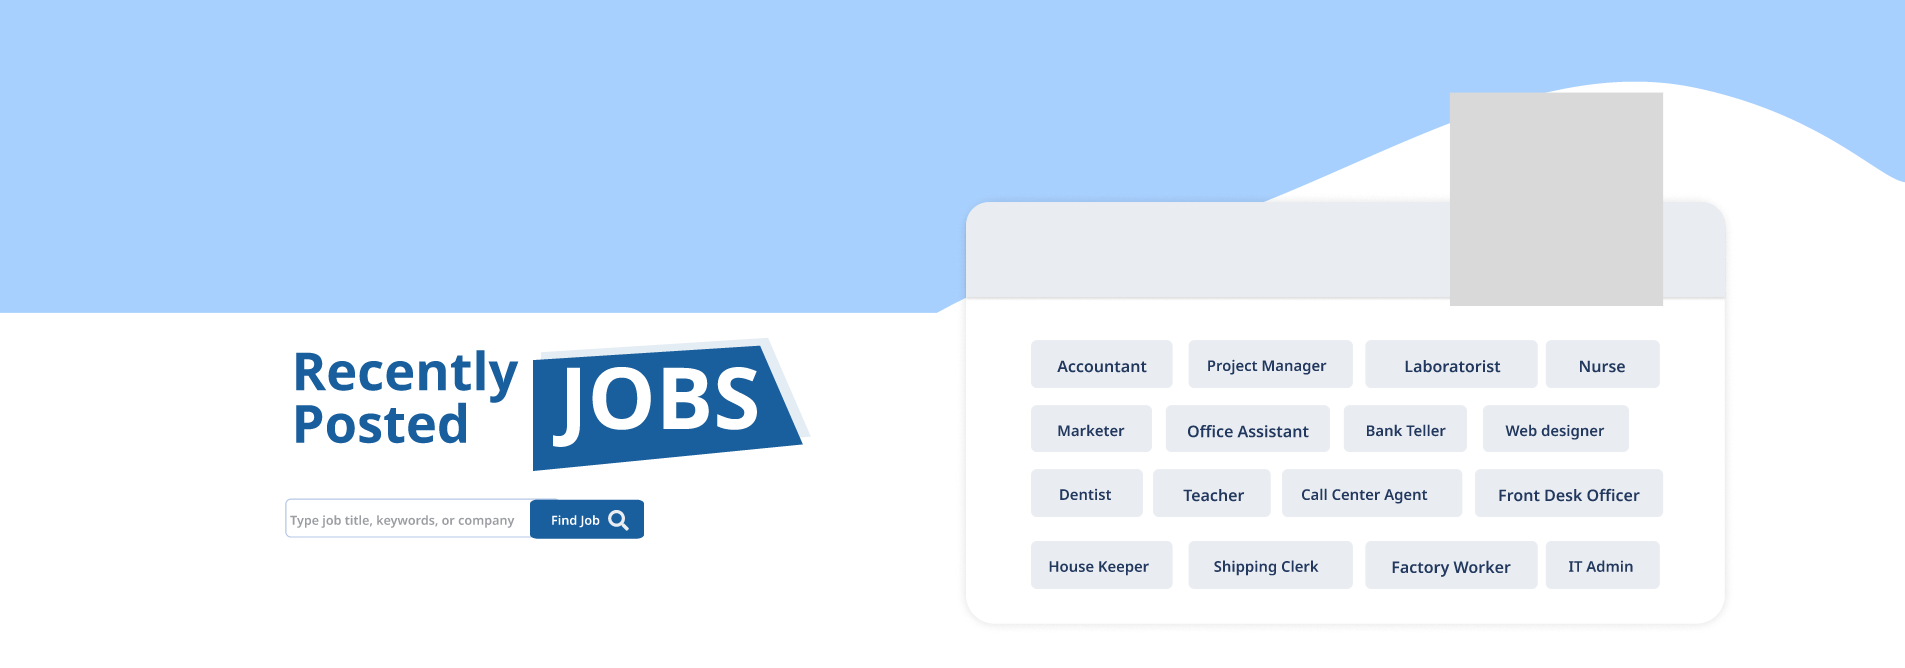 Recently
Posted
JOBS
Type job title, keywords, or company
Find Job
Accountant
Project Manager
Laboratorist
Nurse
Marketer
Office Assistant
Bank Teller
Web designer
Dentist
Teacher
Call Center Agent
Front Desk Officer
House Keeper
Shipping Clerk
Factory Worker
IT Admin